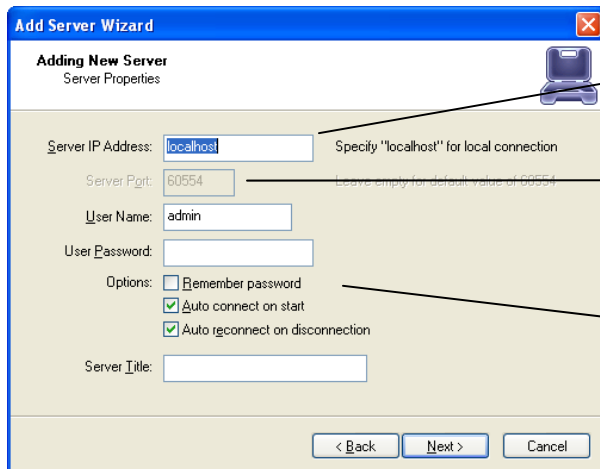 Add Server Wizard
Adding New Server
Server Properties
Server IP Address: localhost Specify "localhost" for local connection
Server Port: 60554 Leave empty for default value of 60554
User Name: admin
User Password:
Options: Remember password
Auto connect on start
Auto reconnect on disconnection
Server Title:
< Back Next > Cancel